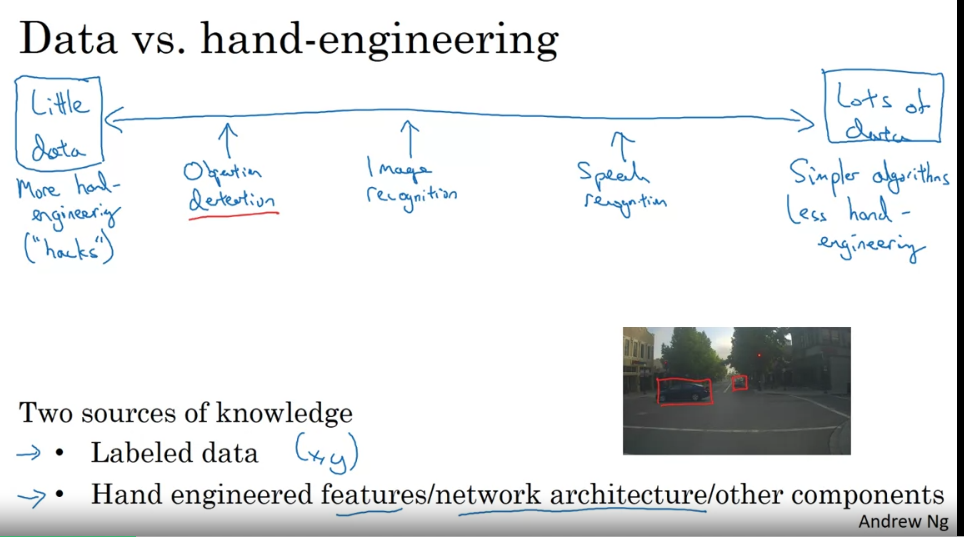 Data vs. hand-engineering
Little
data
Lots of
data
More hand-
engineering
("hacks")
detection
Image
recognition
Speech
recognition
Simpler algorithms
Less hand-
engineering
Two sources of knowledge
→ • Labeled data (x,y)
→ • Hand engineered features/network architecture/other components
Andrew Ng